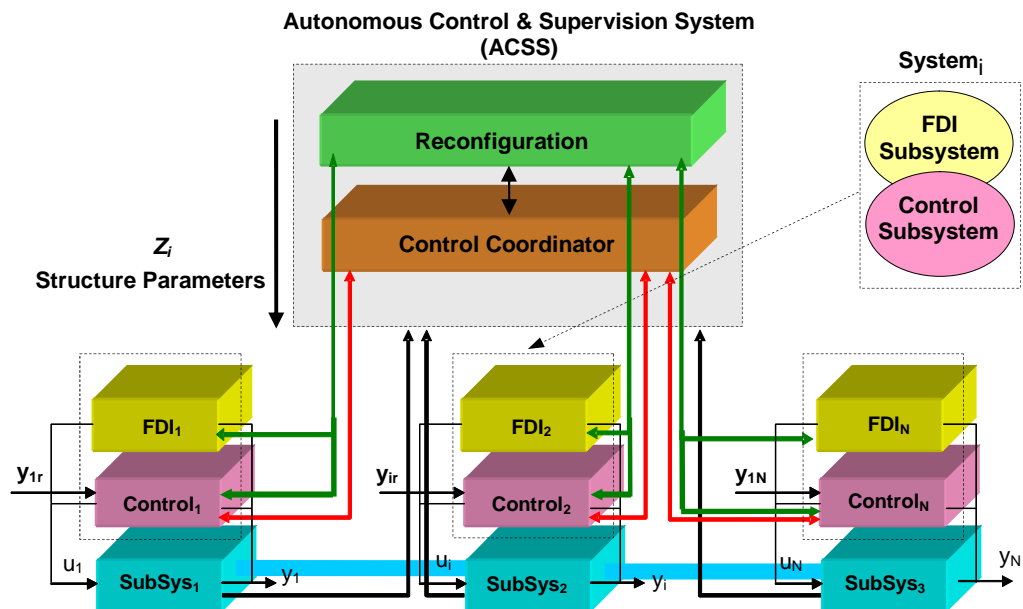 Autonomous Control & Supervision System
(ACSS)
System_i
Reconfiguration
FDI
Subsystem
Control
Subsystem
Control Coordinator
Z_i
Structure Parameters
FDI_1
FDI_2
FDI_N
y_1r
Control_1
y_ir
Control_2
y_1N
Control_N
u_1
SubSys_1
y_1
u_i
SubSys_2
y_i
u_N
SubSys_3
y_N